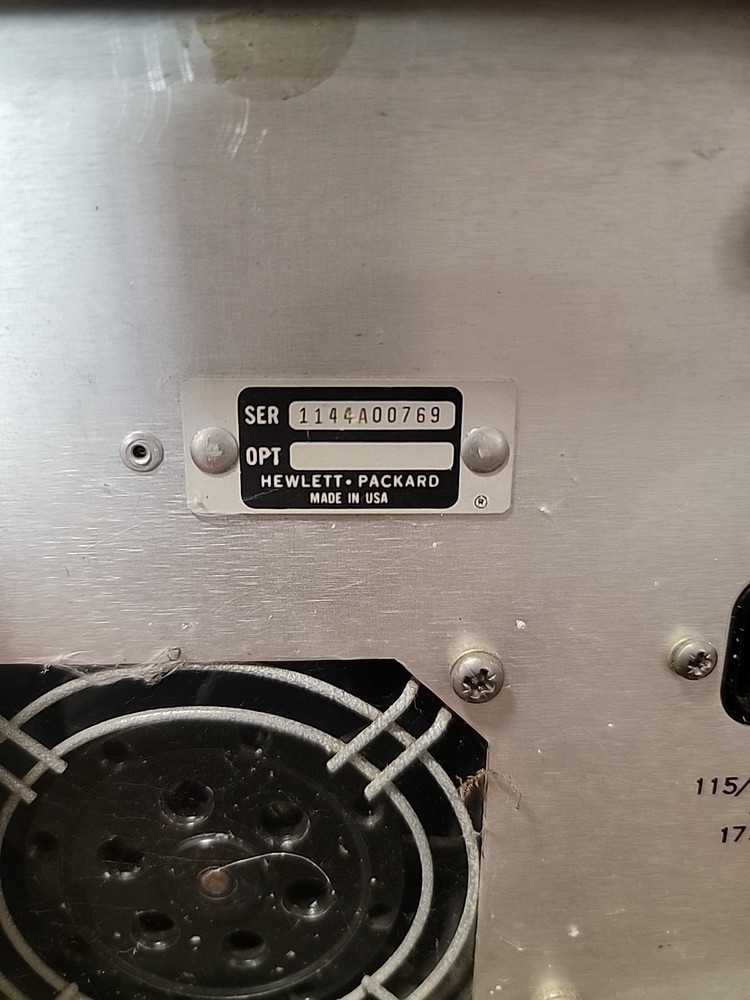 SER 1144A00769
OPT
HEWLETT • PACKARD
MADE IN USA
®
115/
17